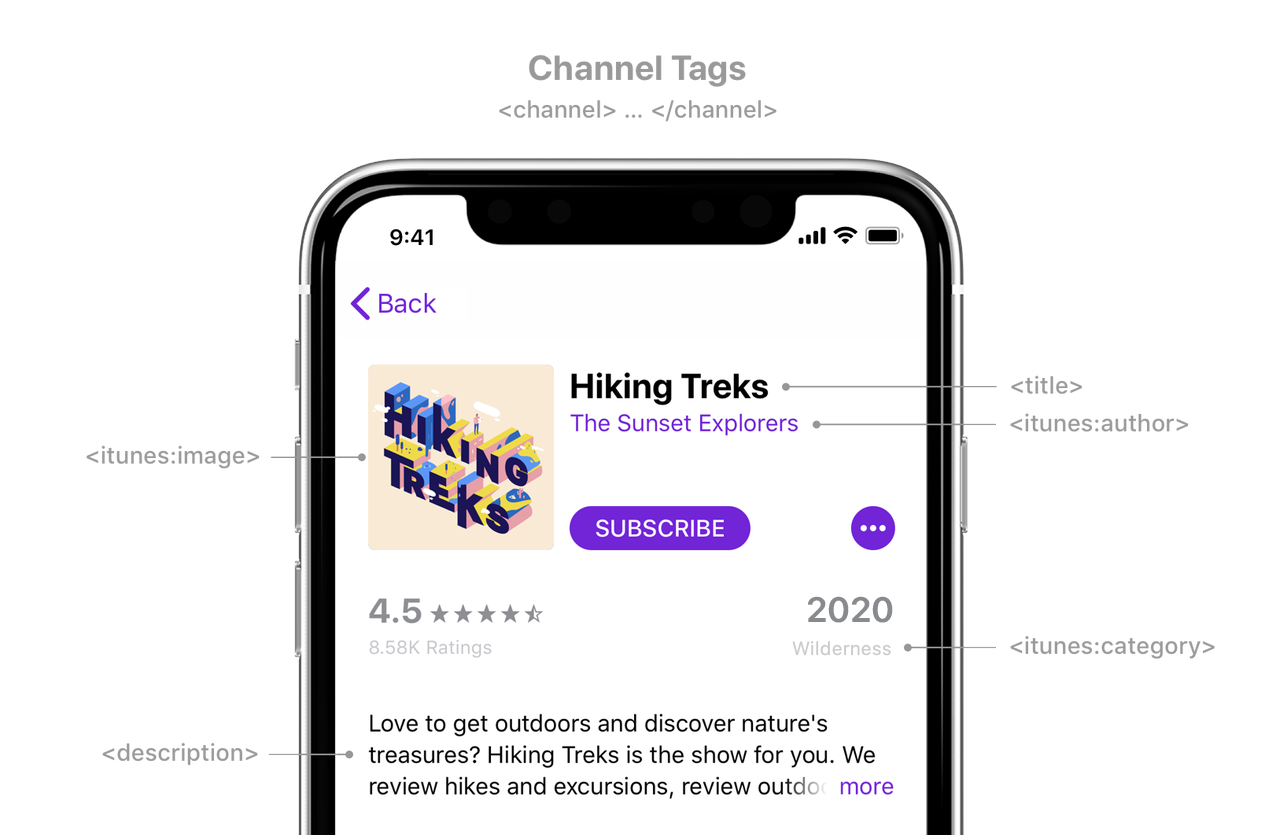 Channel Tags
<channel> ... </channel>
9:41
Back
Hiking Treks
<title>
The Sunset Explorers
<itunes:author>
<itunes:image>
HiKiNG
TREKS
SUBSCRIBE
4.5
2020
8.58K Ratings
Wilderness
<itunes:category>
Love to get outdoors and discover nature's
<description>
treasures? Hiking Treks is the show for you. We
review hikes and excursions, review outdoo more